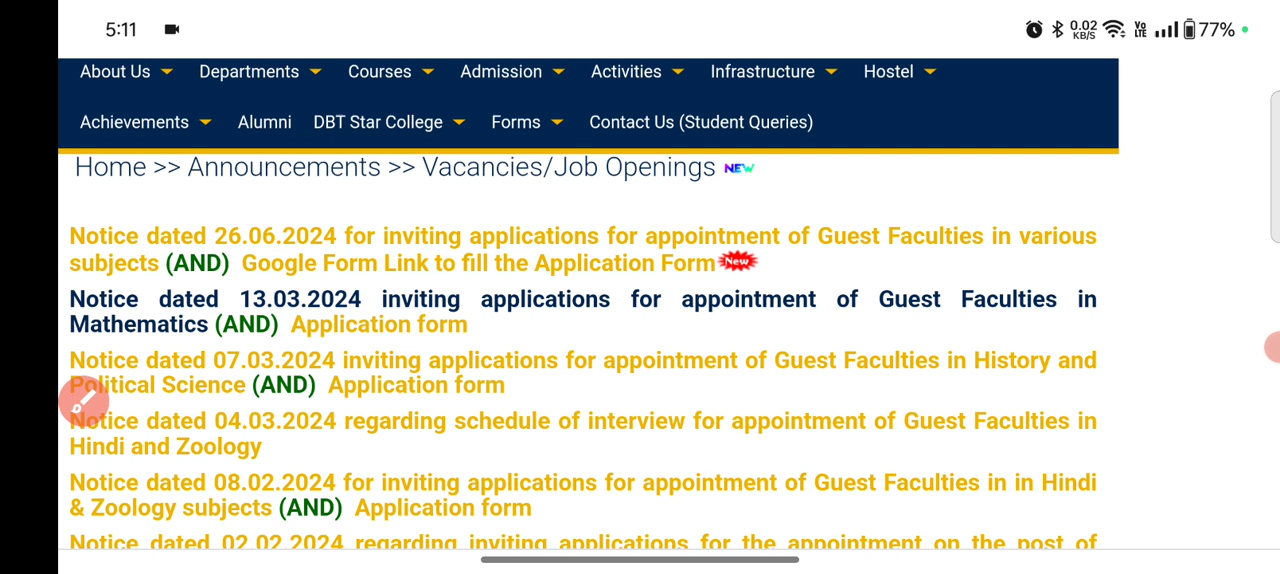 5:11 0.02 KB/S Vo LTE 77%
About Us Departments Courses Admission Activities Infrastructure Hostel
Achievements Alumni DBT Star College Forms Contact Us (Student Queries)
Home >> Announcements >> Vacancies/Job Openings NEW
Notice dated 26.06.2024 for inviting applications for appointment of Guest Faculties in various
subjects (AND) Google Form Link to fill the Application Form New
Notice dated 13.03.2024 inviting applications for appointment of Guest Faculties in
Mathematics (AND) Application form
Notice dated 07.03.2024 inviting applications for appointment of Guest Faculties in History and
Political Science (AND) Application form
Notice dated 04.03.2024 regarding schedule of interview for appointment of Guest Faculties in
Hindi and Zoology
Notice dated 08.02.2024 for inviting applications for appointment of Guest Faculties in in Hindi
& Zoology subjects (AND) Application form
Notice dated 02.02.2024 regarding inviting applications for the appointment on the post of